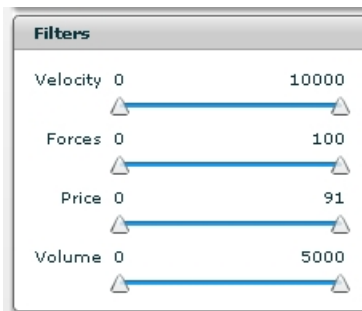 Filters
Velocity 0 10000
Forces 0 100
Price 0 91
Volume 0 5000